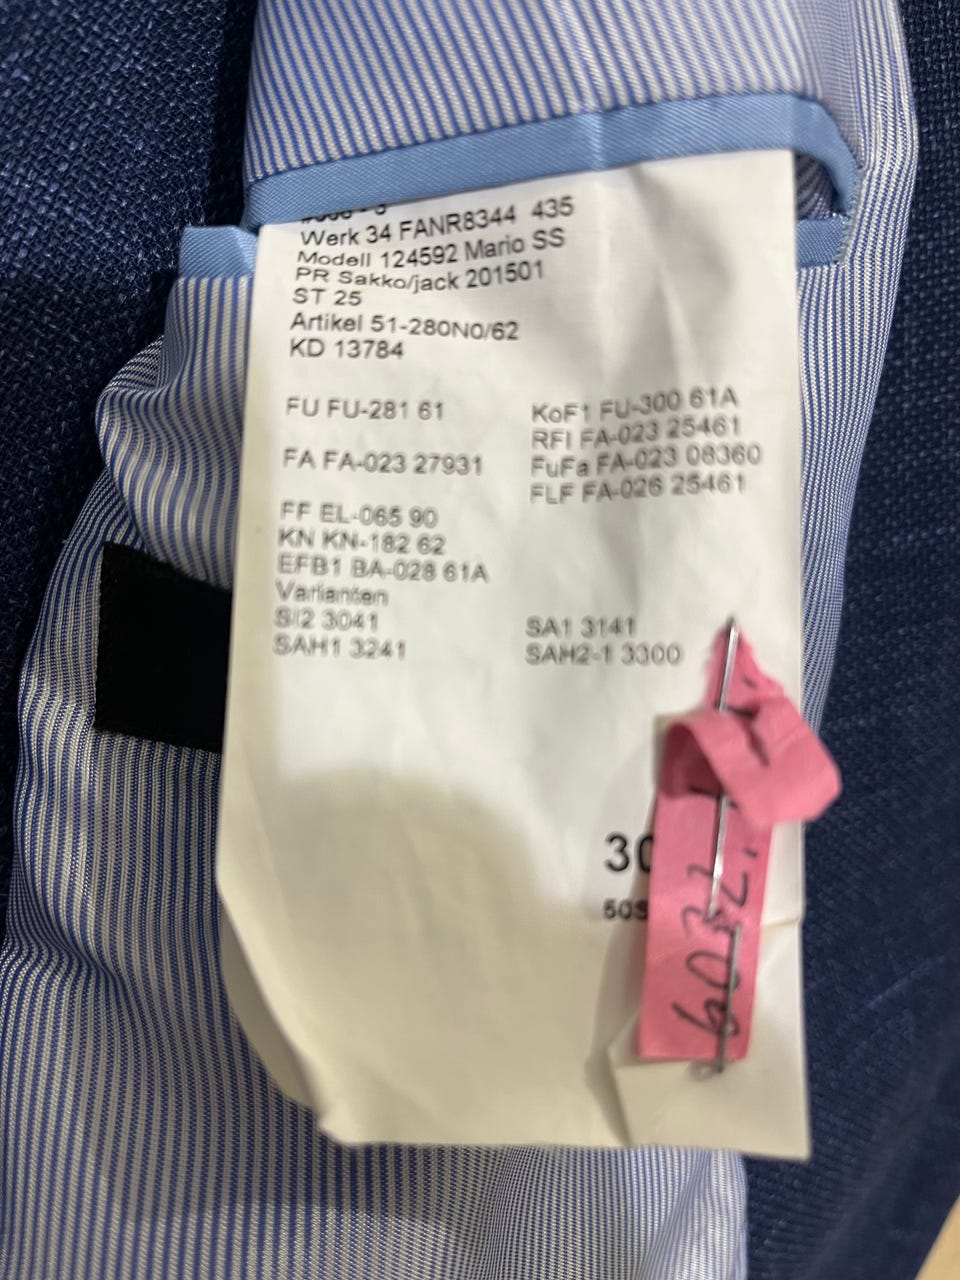 Werk 34 FANR8344 435
Modell 124592 Mario SS
PR Sakko/jack 201501
ST 25
Artikel 51-280N0/62
KD 13784
FU FU-281 61
KoF1 FU-300 61A
RFl FA-023 25461
FA FA-023 27931
FuFa FA-023 08360
FLF FA-026 25461
FF EL-065 90
KN KN-182 62
EFB1 BA-028 61A
Varianten
SI2 3041
SA1 3141
SAH1 3241
SAH2-1 3300
30
50S